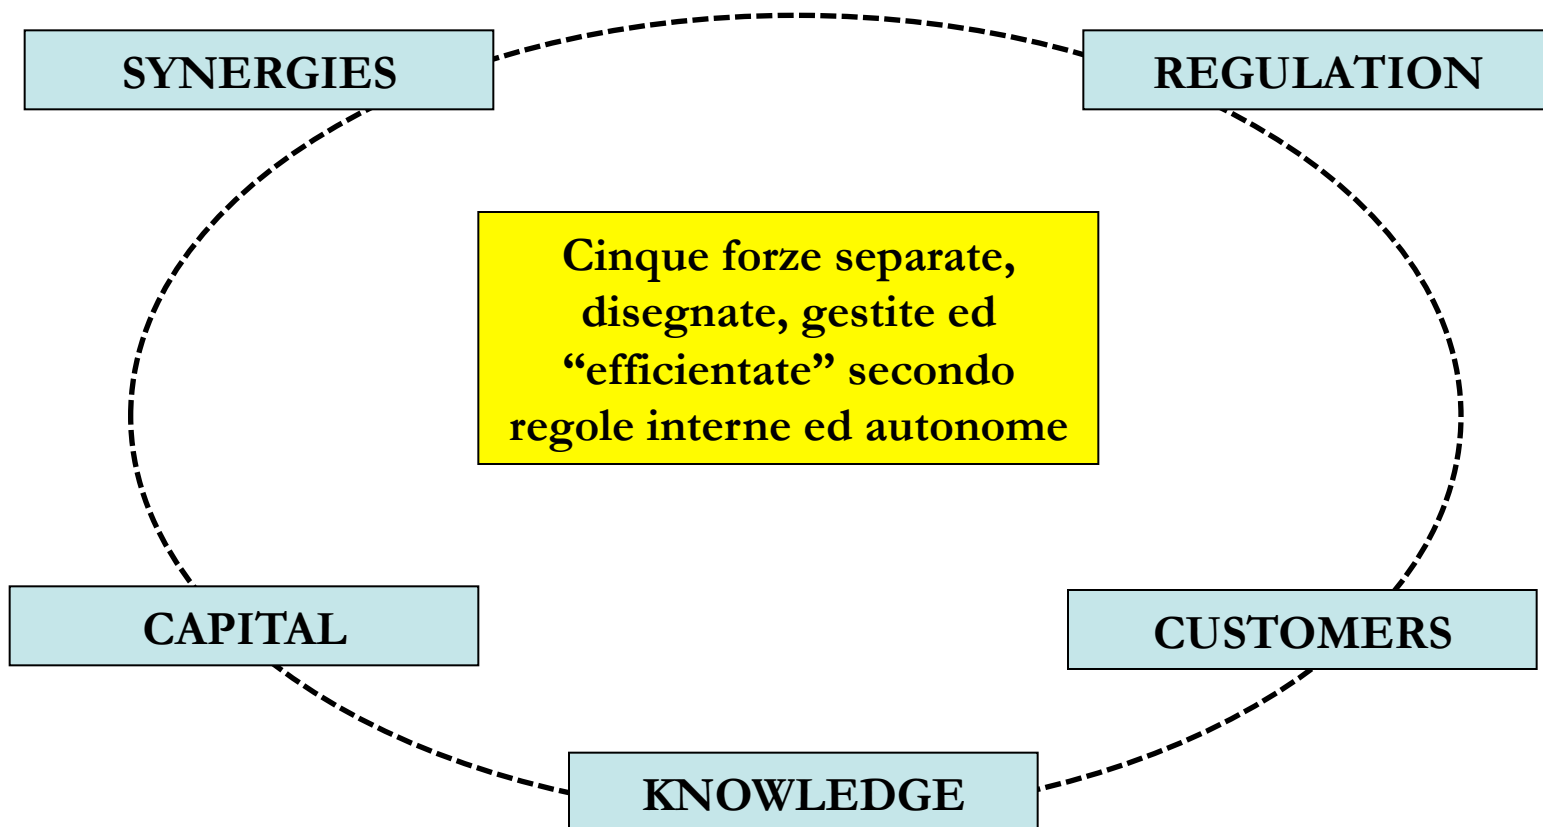 SYNERGIES
REGULATION
Cinque forze separate,
disegnate, gestite ed
“efficientate” secondo
regole interne ed autonome
CAPITAL
CUSTOMERS
KNOWLEDGE